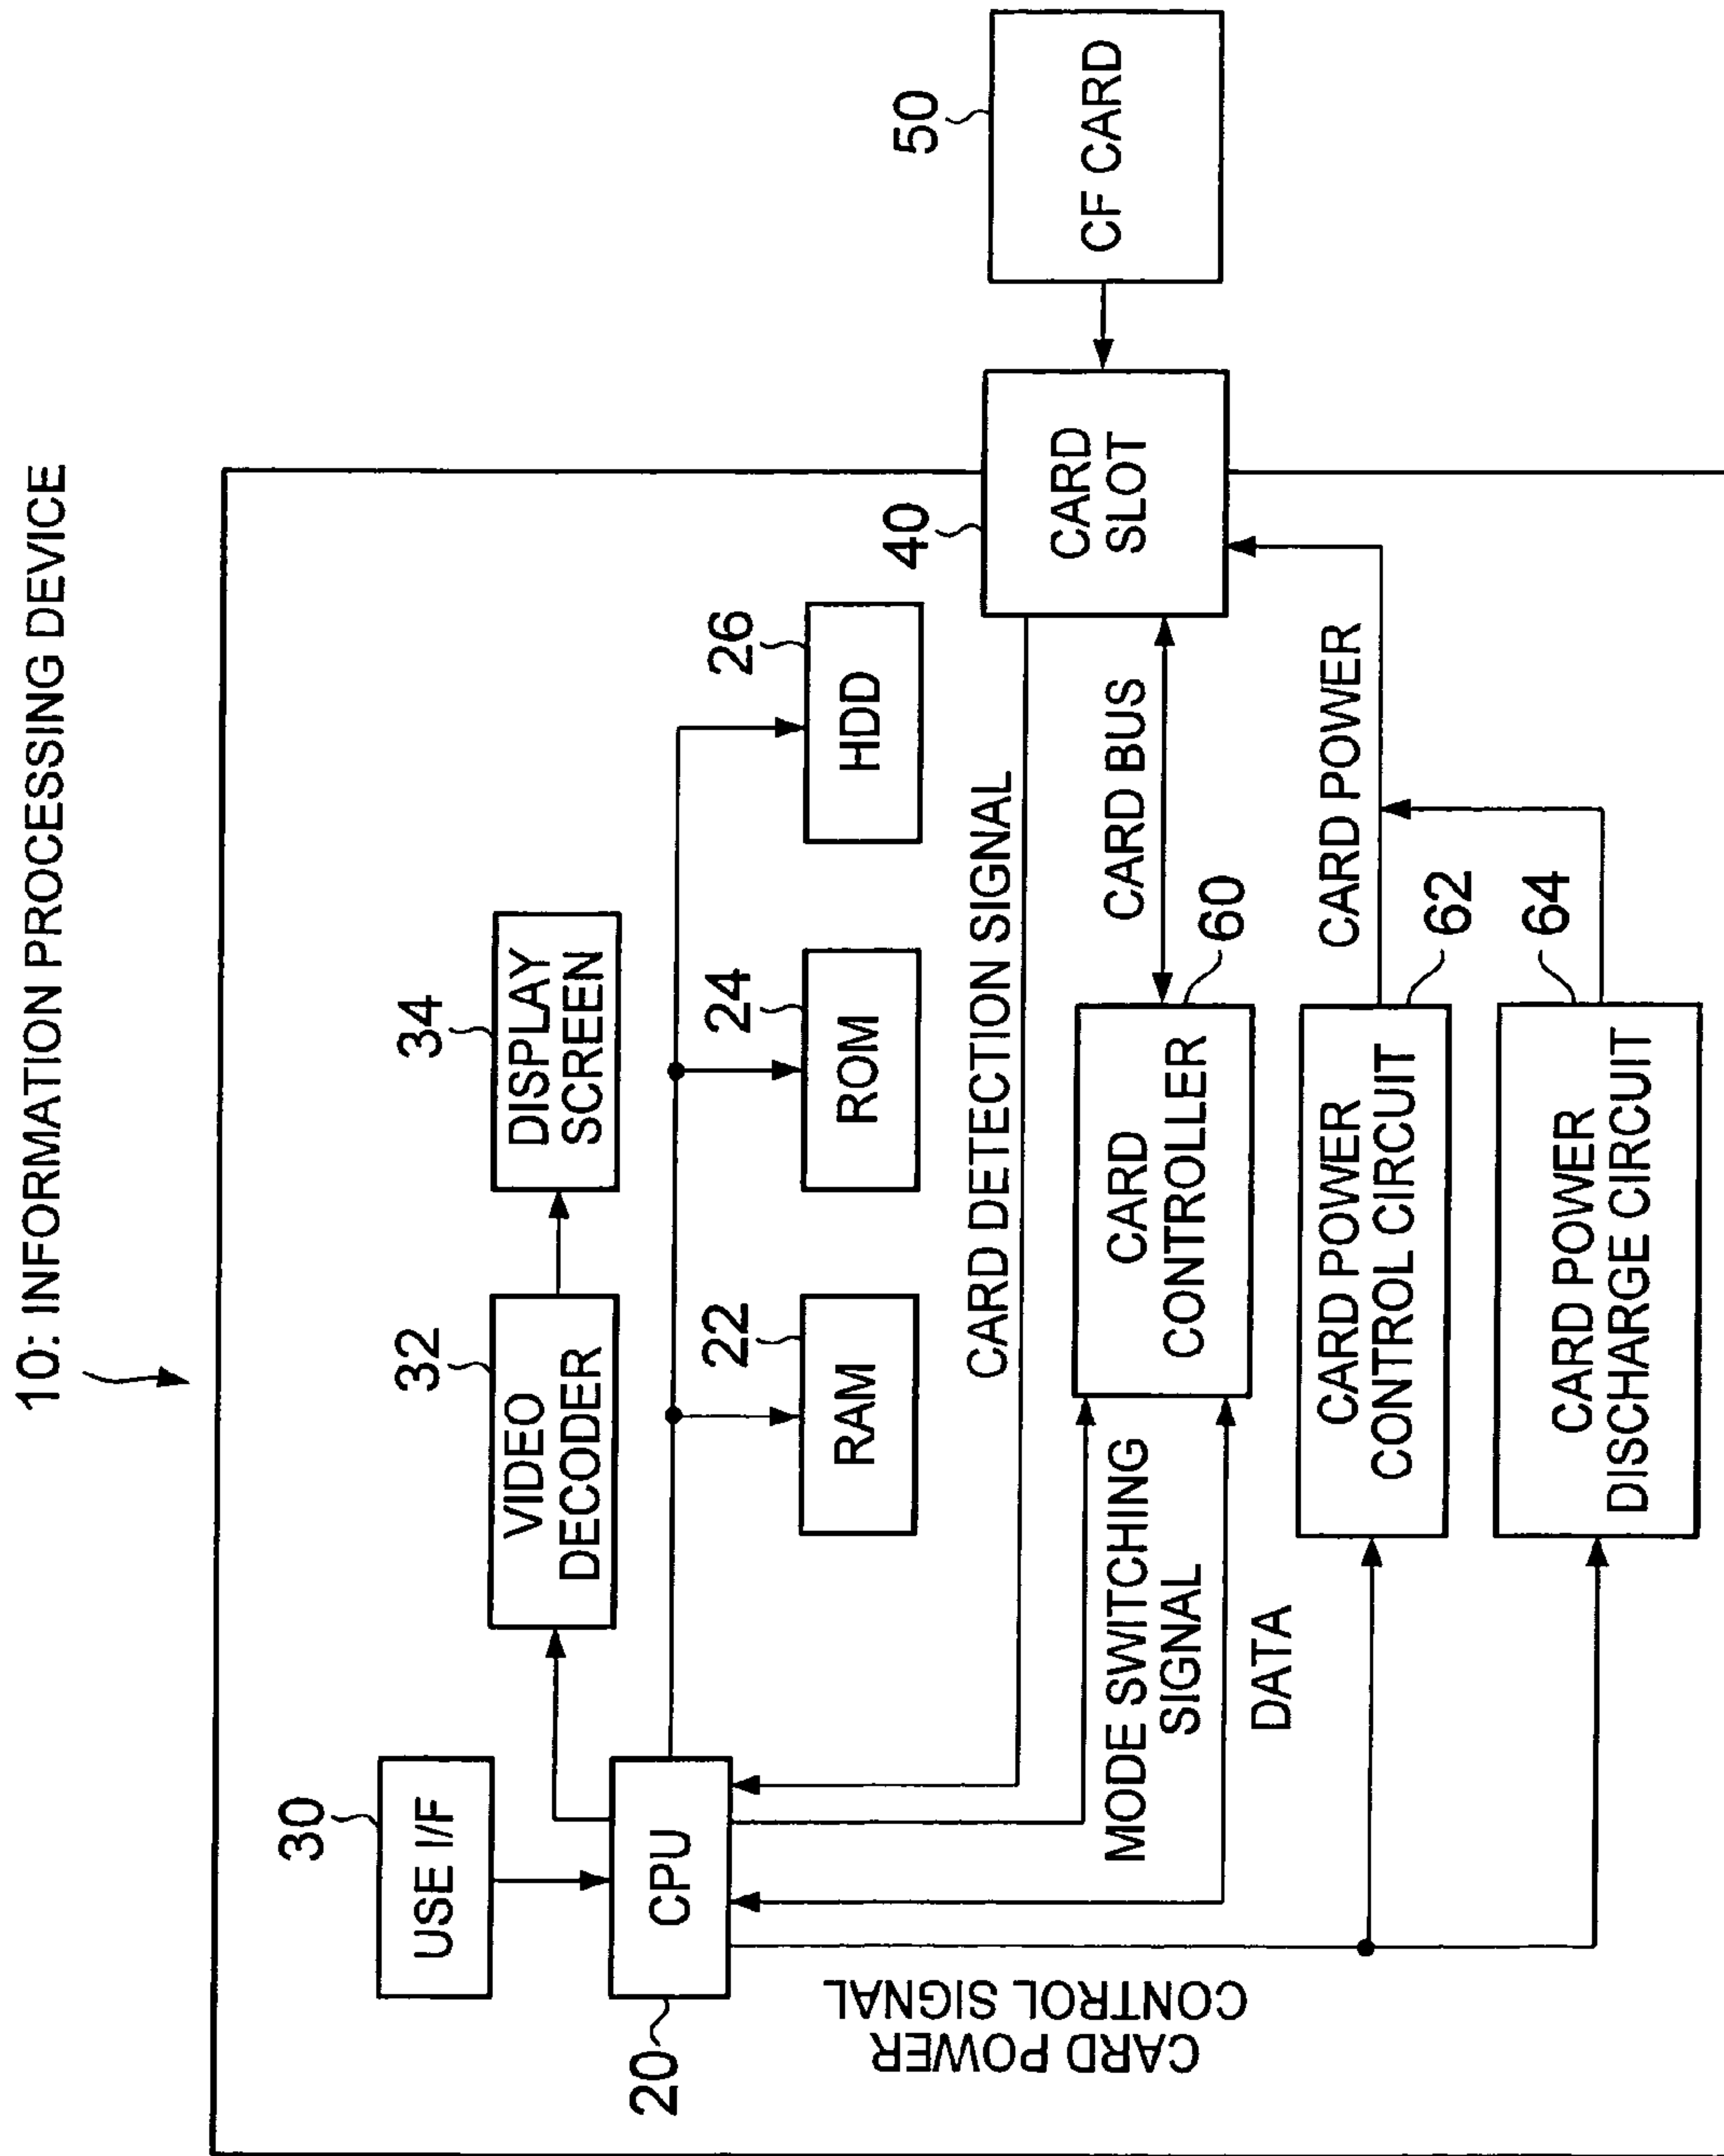 10: INFORMATION PROCESSING DEVICE
30
USE I/F
32
VIDEO
DECODER
34
DISPLAY
SCREEN
20
CPU
22
RAM
24
ROM
26
HDD
40
CARD
SLOT
50
CF CARD
CARD DETECTION SIGNAL
MODE SWITCHING
SIGNAL
DATA
CARD
CONTROLLER
60
CARD BUS
CARD POWER
CONTROL SIGNAL
CARD POWER
CONTROL CIRCUIT
62
CARD POWER
CARD POWER
DISCHARGE CIRCUIT
64